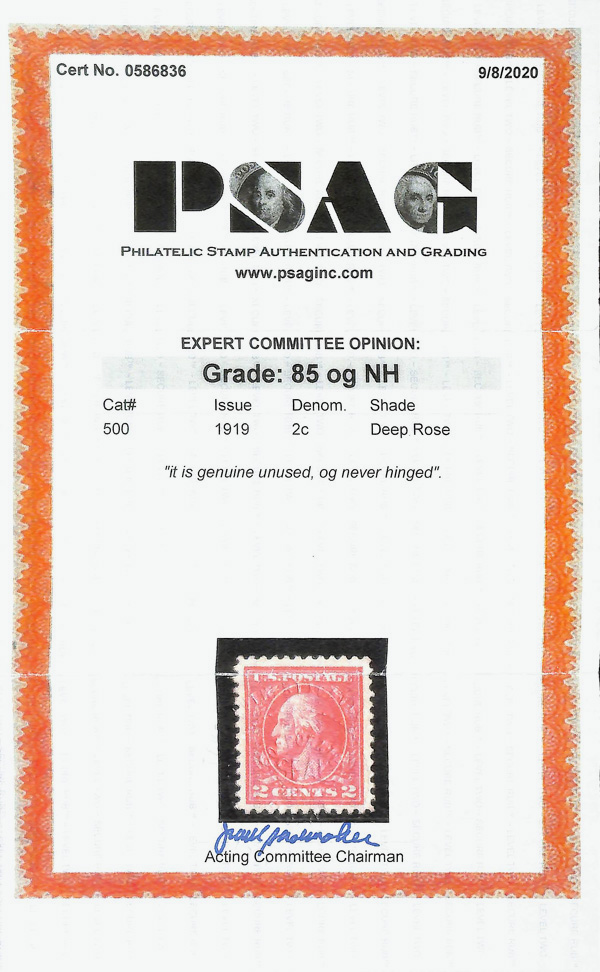 Cert No. 0586836 9/8/2020
PSAG
PHILATELIC STAMP AUTHENTICATION AND GRADING
www.psaginc.com
EXPERT COMMITTEE OPINION:
Grade: 85 og NH
Cat# Issue Denom. Shade
500 1919 2c Deep Rose
"it is genuine unused, og never hinged".
U.S. POSTAGE
2 CENTS 2
Acting Committee Chairman